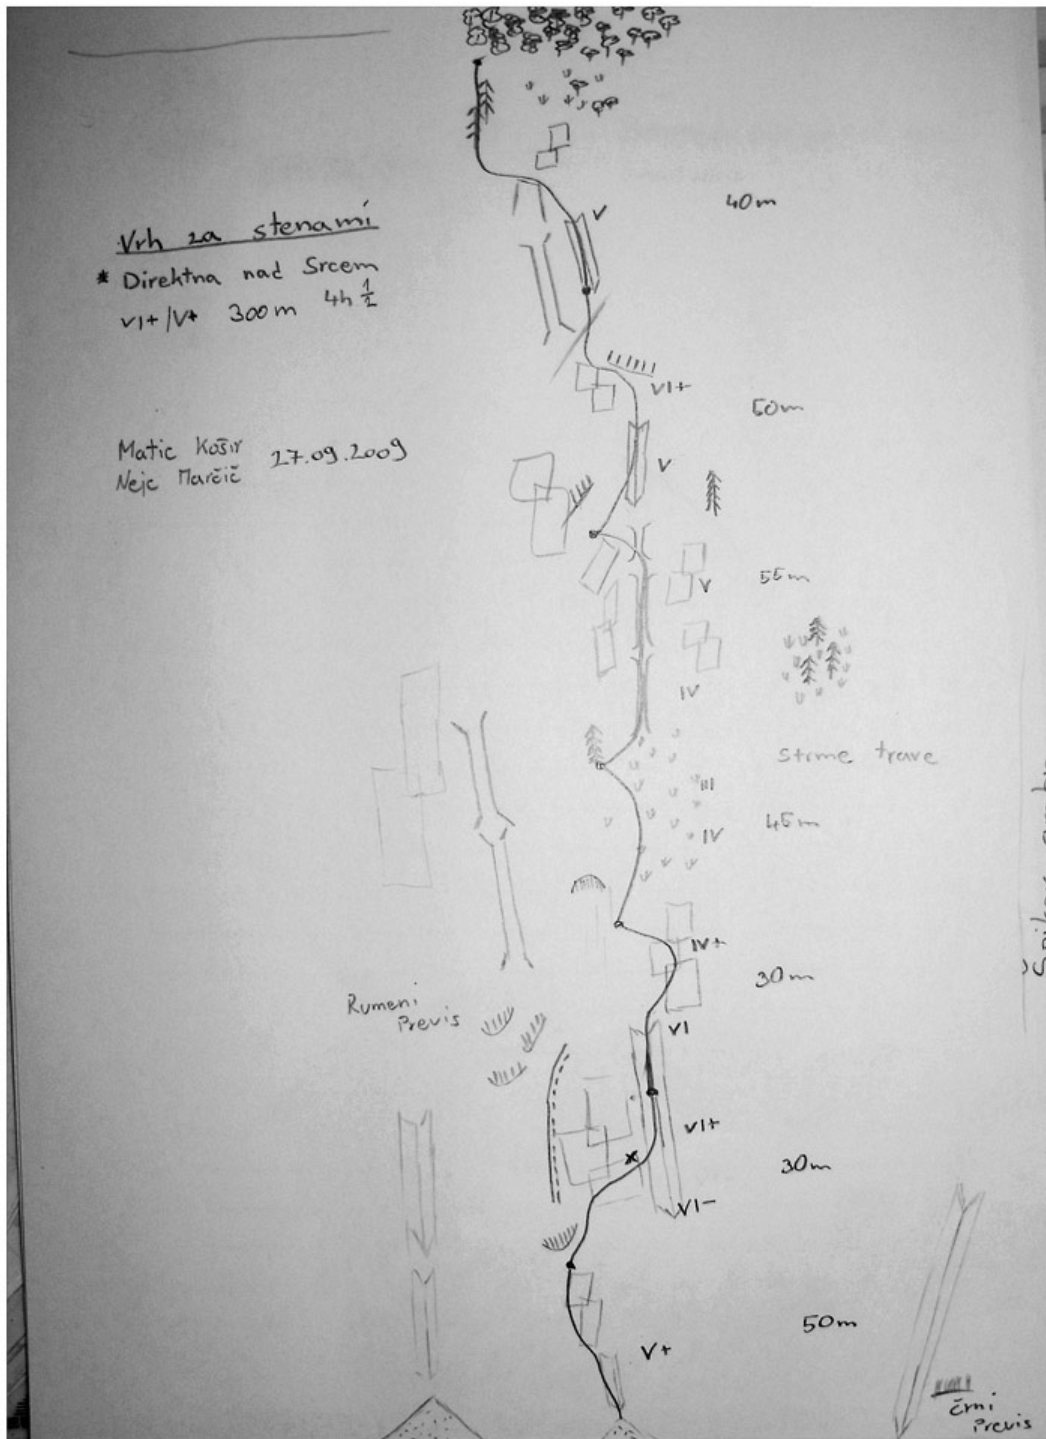 V
40m
Vrh za stenami
* Direktna nad Srcem
VI+/V+ 300m 4h 1/2
VI+
50m
Matic Košir 27.09.2009
Nejc Marčič
V
V
55m
IV
strme trave
III
IV
45m
IV+
30m
Rumeni
Previs
VI
VI+
30m
VI-
50m
V+
črni
Previs